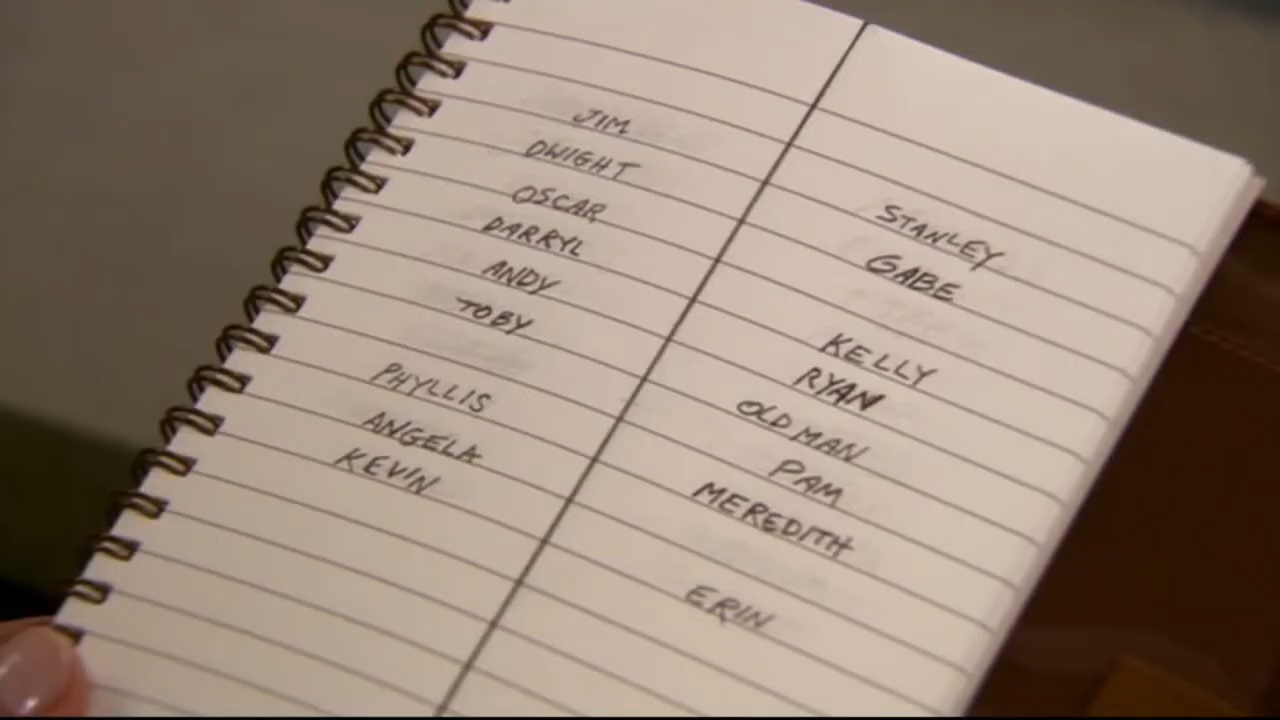 JIM
DWIGHT
OSCAR
DARRYL
ANDY
TOBY
PHYLLIS
ANGELA
KEVIN
STANLEY
GABE
KELLY
RYAN
OLD MAN
PAM
MEREDITH
ERIN